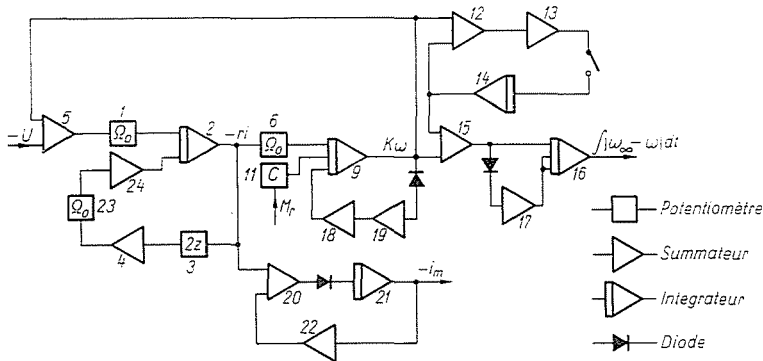 12
13
14
−U
5
1
Ω₀
2
−ri
6
Ω₀
Kω
15
∫|ω∞−ω|dt
16
24
11
C
9
Mr
23
Ω₀
18
19
17
4
2z
3
20
21
−im
22
Potentiomètre
Summateur
Integrateur
Diode